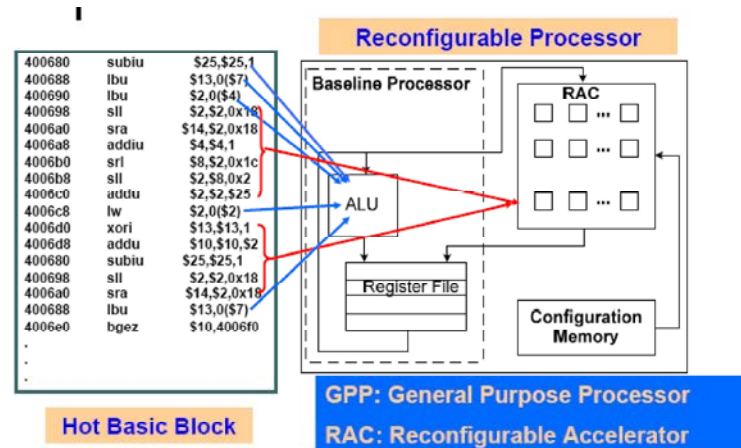 Reconfigurable Processor
400680 subiu $25,$25,1
400688 lbu $13,0($7)
400690 lbu $2,0($4)
400698 sll $2,$2,0x18
4006a0 sra $14,$2,0x18
4006a8 addiu $4,$4,1
4006b0 srl $8,$2,0x1c
4006b8 sll $2,$8,0x2
4006c0 addu $2,$2,$25
4006c8 lw $2,0($2)
4006d0 xori $13,$13,1
4006d8 addu $10,$10,$2
400680 subiu $25,$25,1
400698 sll $2,$2,0x18
4006a0 sra $14,$2,0x18
400688 lbu $13,0($7)
4006e0 bgez $10,4006f0
.
.
.
Hot Basic Block
Baseline Processor
RAC
...
...
...
ALU
Register File
Configuration
Memory
GPP: General Purpose Processor
RAC: Reconfigurable Accelerator